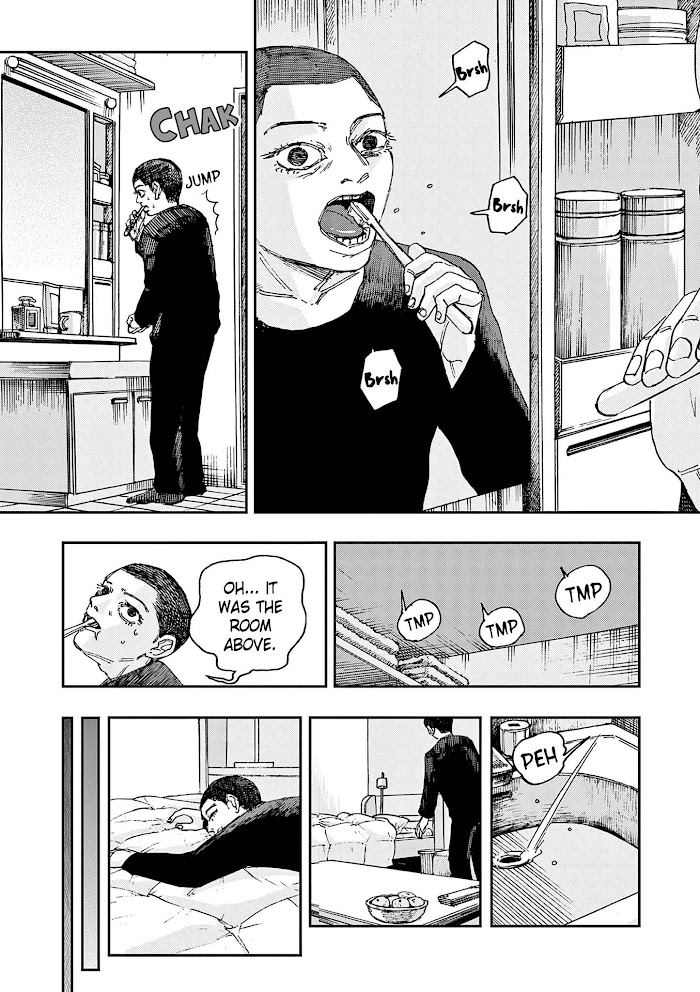 Brsh
Brsh
Brsh
CHAK
JUMP
TMP
TMP
TMP
OH... IT
WAS THE
ROOM
ABOVE.
PEH